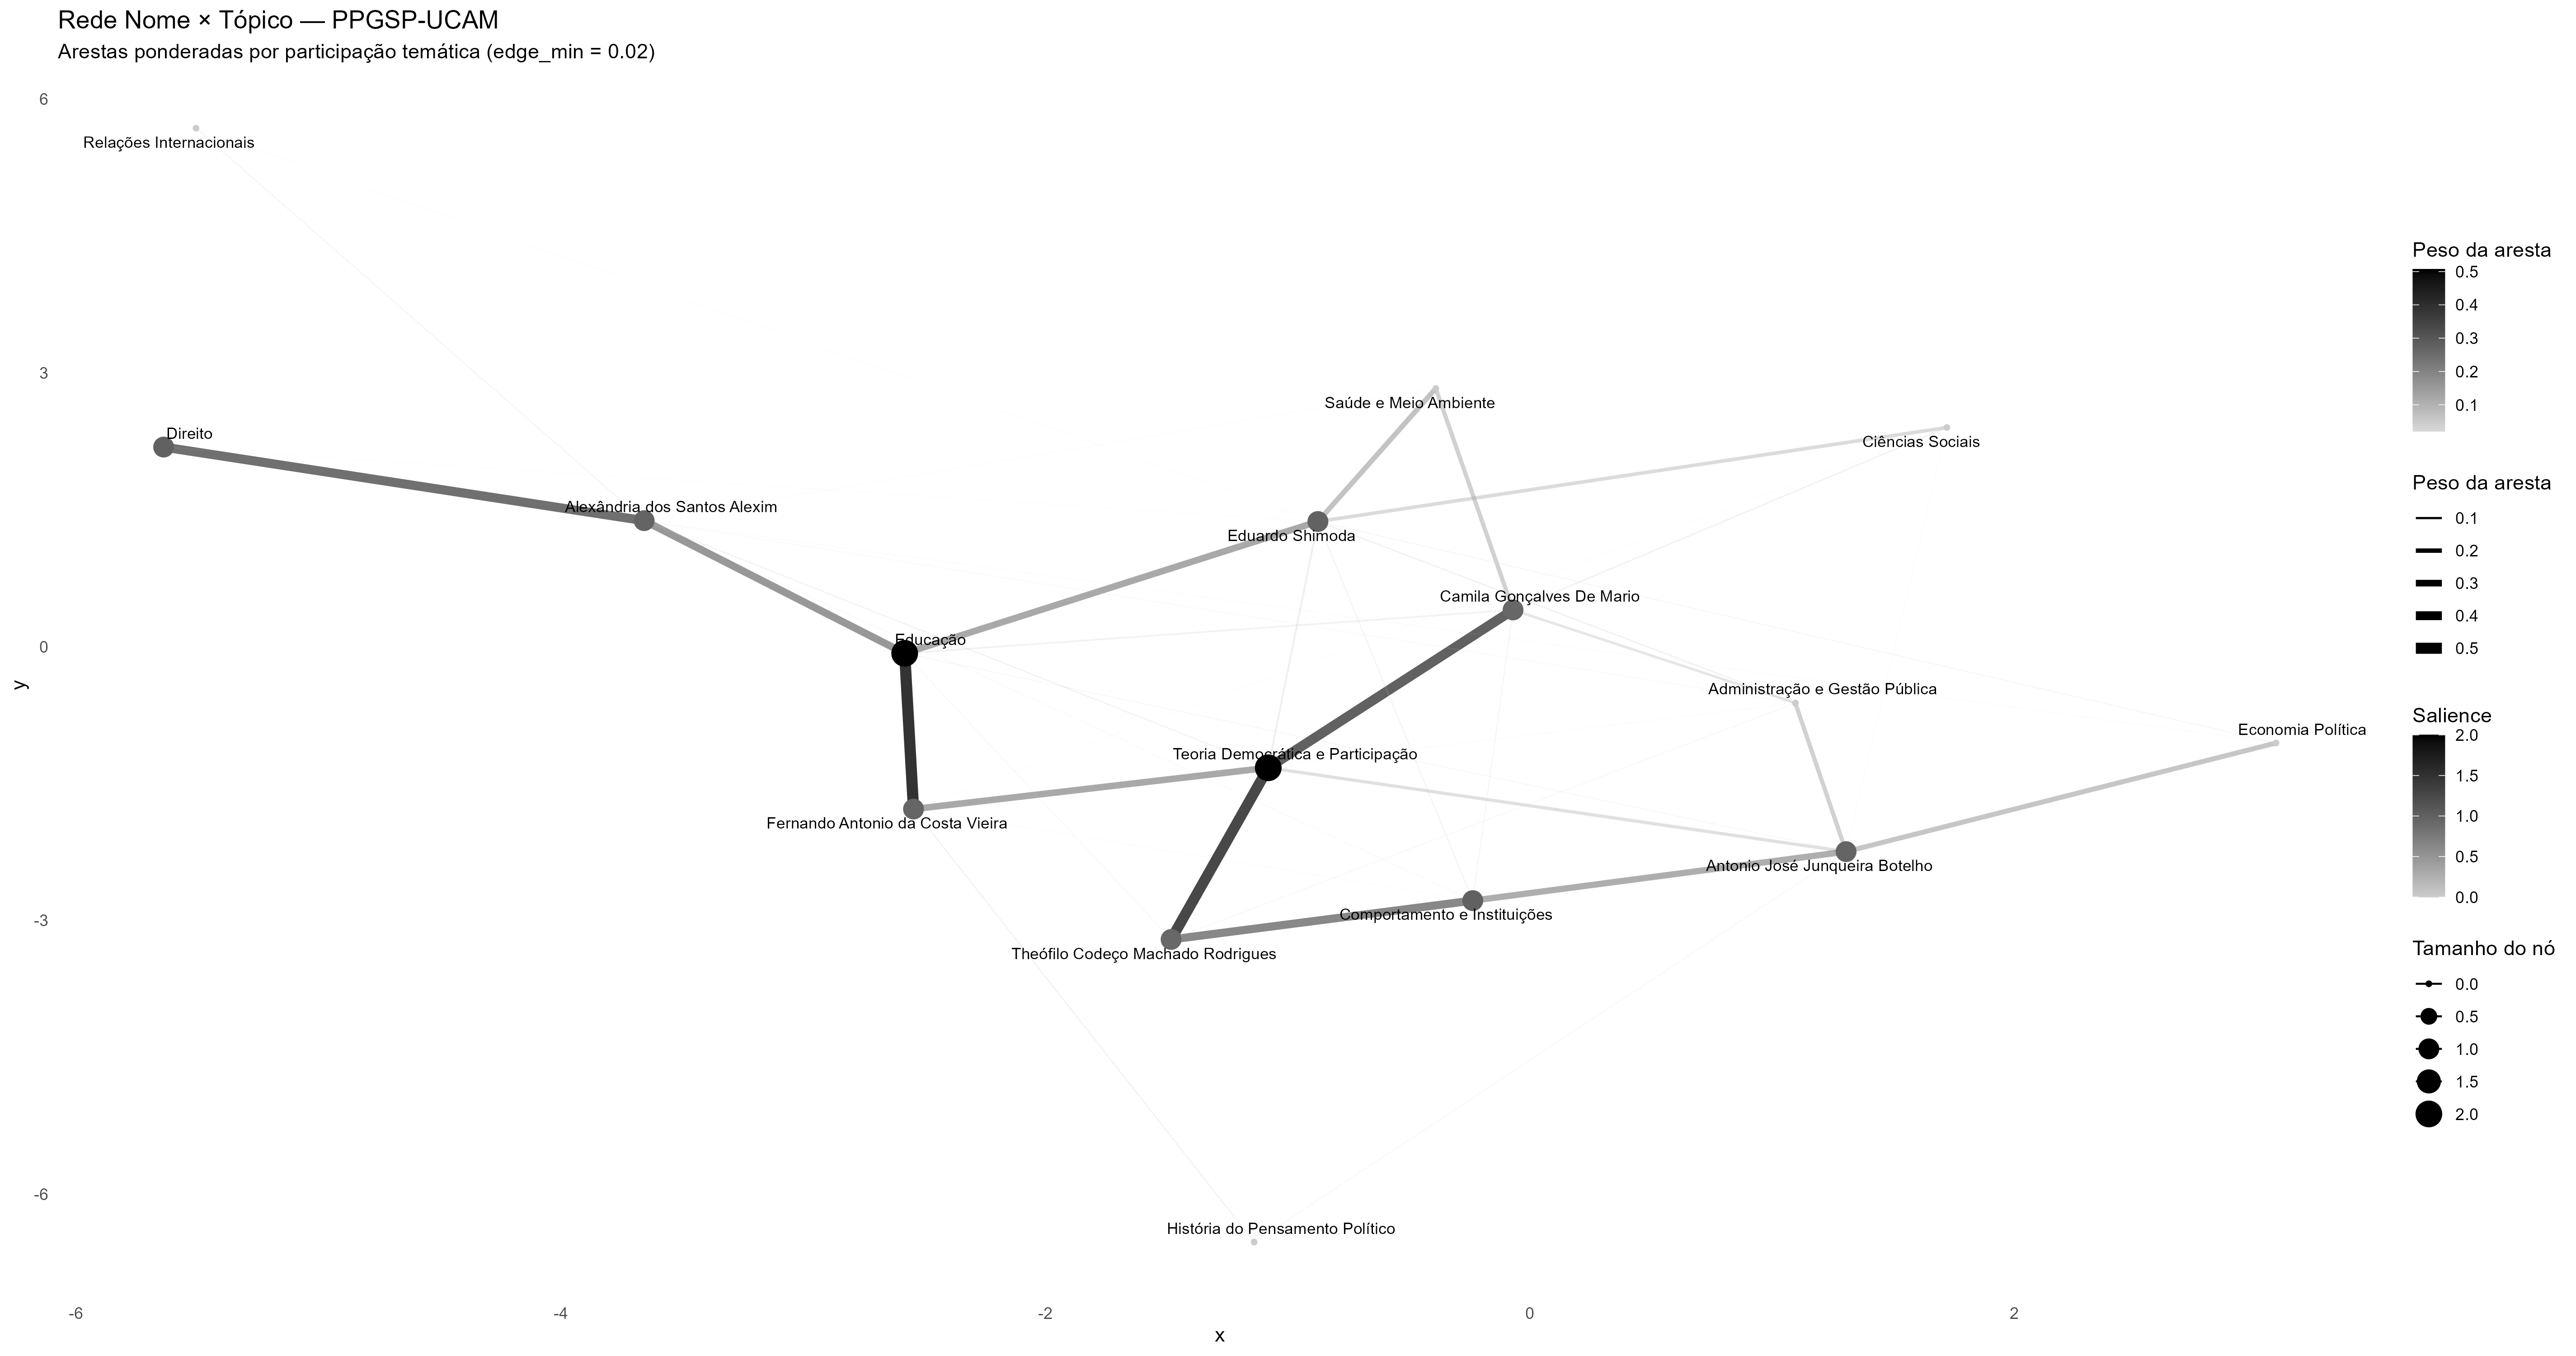 Rede Nome × Tópico — PPGSP-UCAM
Arestas ponderadas por participação temática (edge_min = 0.02)
6
3
0
-3
-6
y
-6
-4
-2
0
2
x
Relações Internacionais
Direito
Alexândria dos Santos Alexim
Saúde e Meio Ambiente
Ciências Sociais
Eduardo Shimoda
Camila Gonçalves De Mario
Educação
Administração e Gestão Pública
Economia Política
Teoria Democrática e Participação
Fernando Antonio da Costa Vieira
Antonio José Junqueira Botelho
Comportamento e Instituições
Theófilo Codeço Machado Rodrigues
História do Pensamento Político
Peso da aresta
0.5
0.4
0.3
0.2
0.1
Peso da aresta
0.1
0.2
0.3
0.4
0.5
Salience
2.0
1.5
1.0
0.5
0.0
Tamanho do nó
0.0
0.5
1.0
1.5
2.0